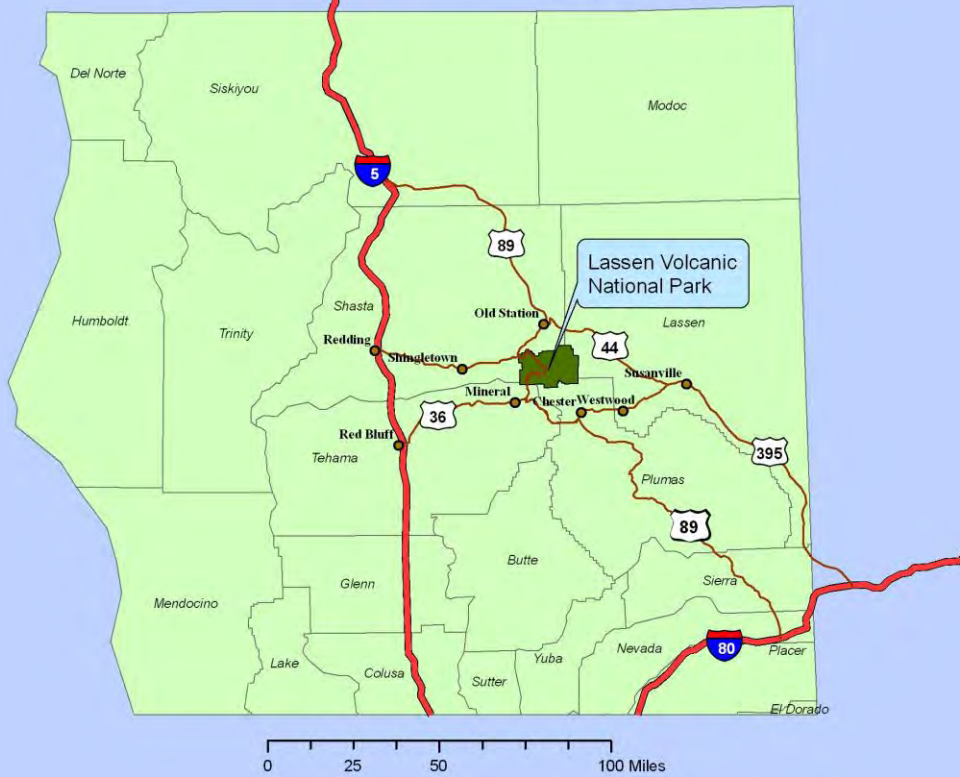 Del Norte
Siskiyou
Modoc
5
89
Lassen Volcanic
National Park
Humboldt
Trinity
Shasta
Old Station
Lassen
Redding
44
Shingletown
Susanville
Mineral
Chester
Westwood
36
Red Bluff
Tehama
395
Plumas
89
Butte
Glenn
Sierra
Mendocino
Lake
Colusa
Sutter
Yuba
Nevada
80
Placer
El Dorado
0 25 50 100 Miles